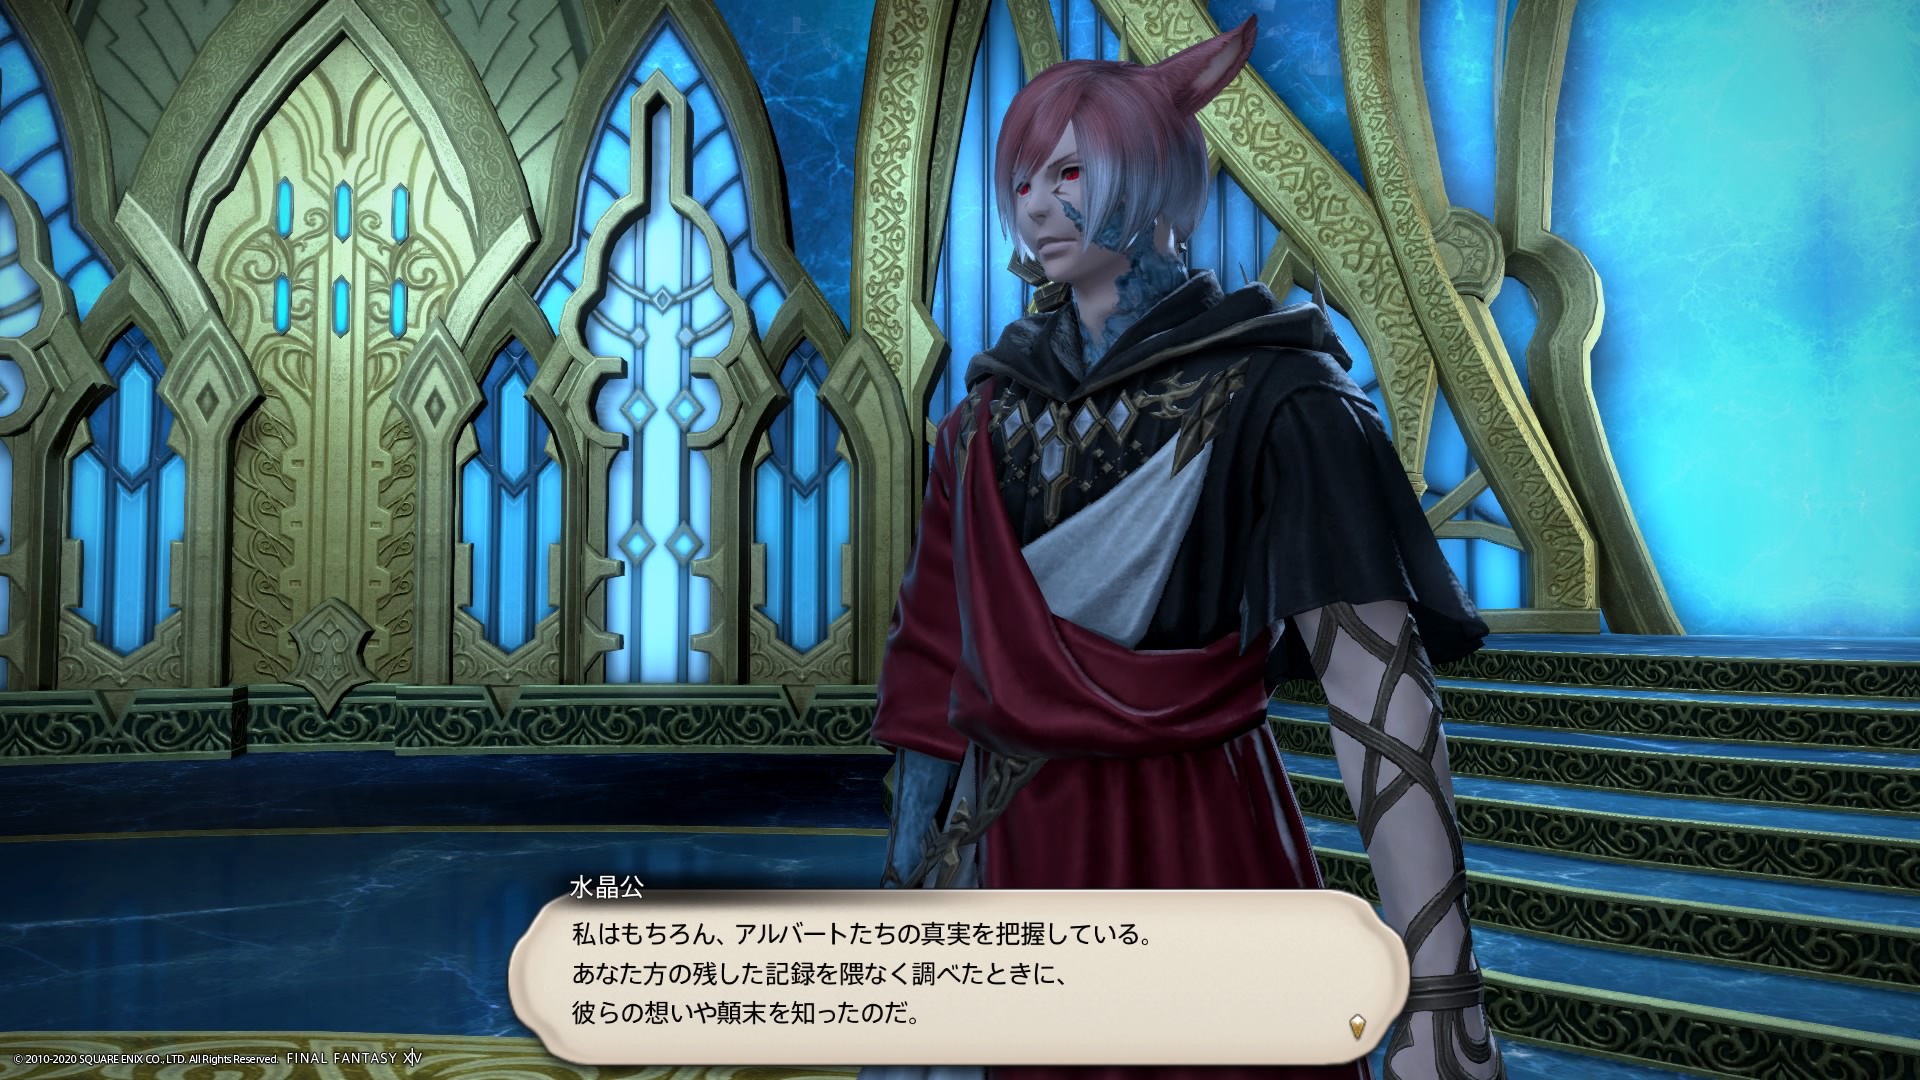 水晶公
私はもちろん、アルバートたちの真実を把握している。
あなた方の残した記録を隈なく調べたときに、
彼らの想いや顛末を知ったのだ。
© 2010-2020 SQUARE ENIX CO., LTD. All Rights Reserved. FINAL FANTASY XIV